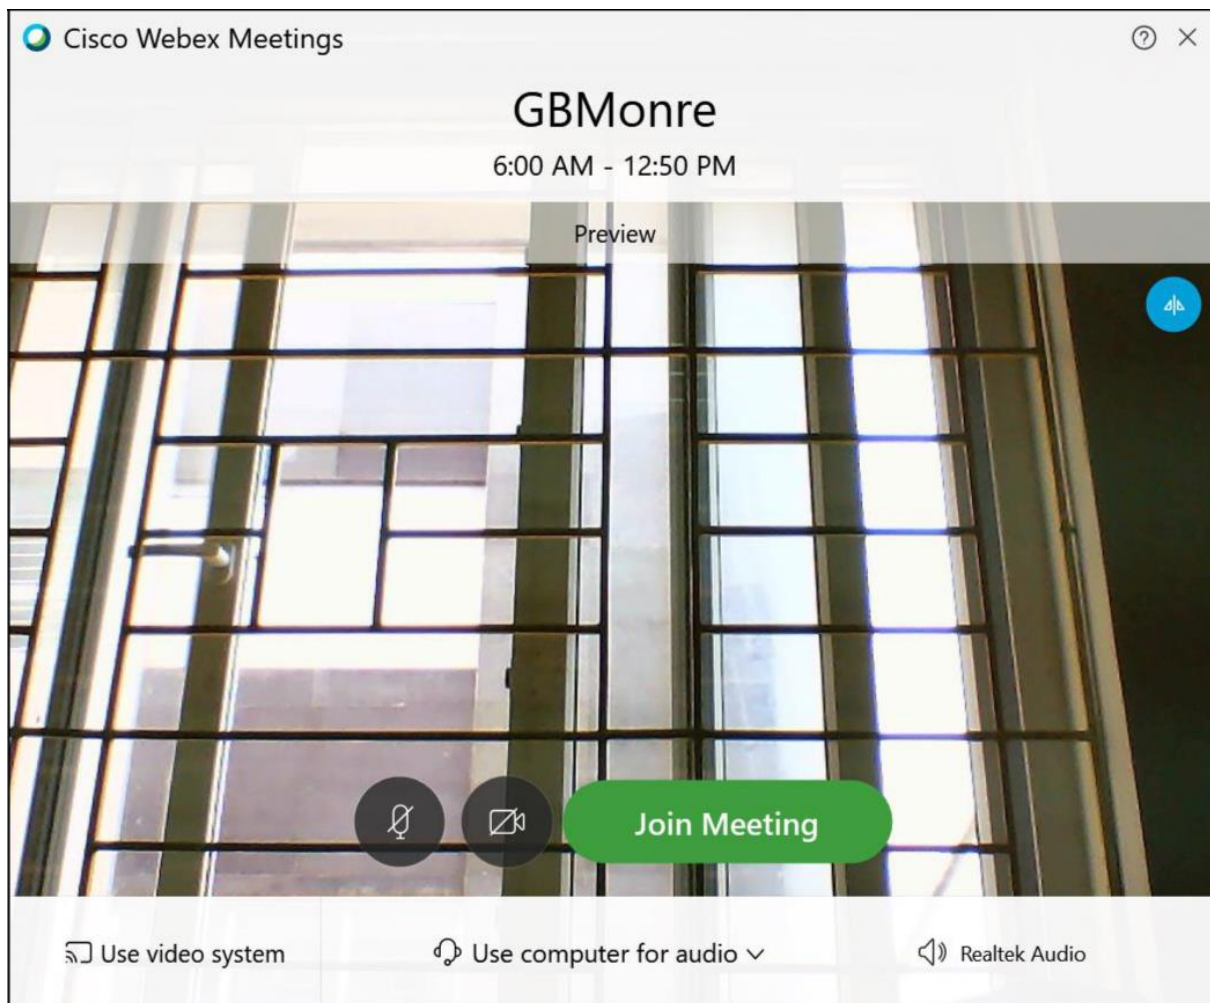 Cisco Webex Meetings
GBMonre
6:00 AM - 12:50 PM
Preview
Join Meeting
Use video system
Use computer for audio
Realtek Audio